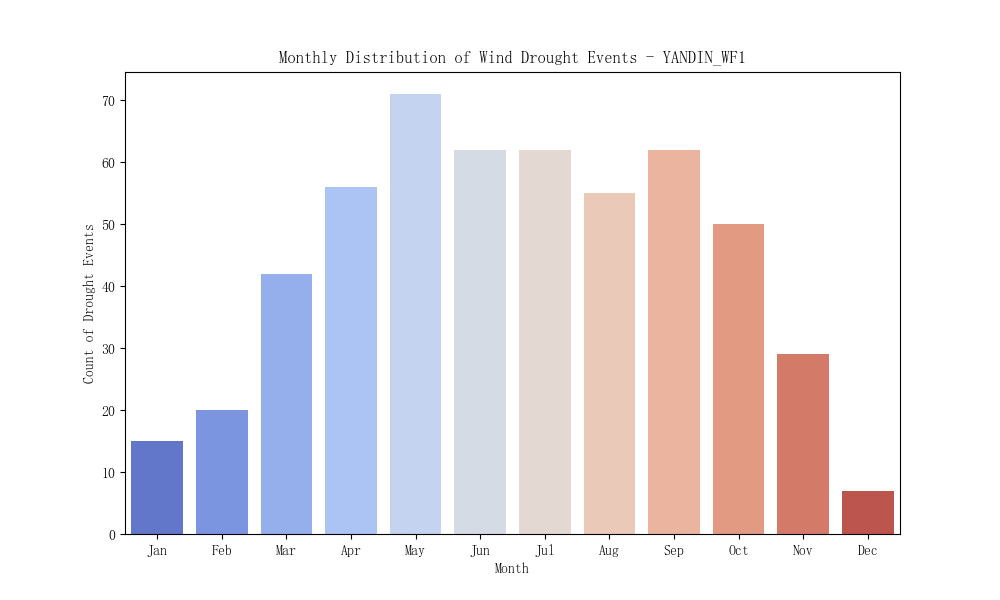 Monthly Distribution of Wind Drought Events - YANDIN_WF1
Count of Drought Events
70
60
50
40
30
20
10
0
Jan Feb Mar Apr May Jun Jul Aug Sep Oct Nov Dec
Month